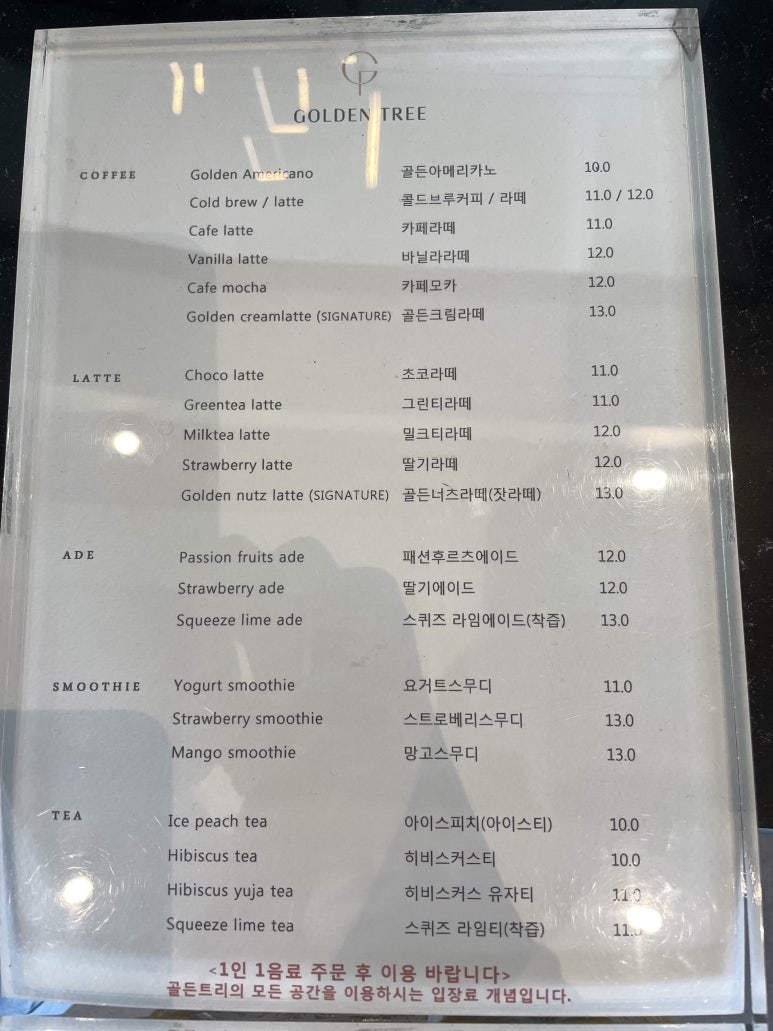 GOLDEN TREE
COFFEE
Golden Americano 골든아메리카노 10.0
Cold brew / latte 콜드브루커피 / 라떼 11.0 / 12.0
Cafe latte 카페라떼 11.0
Vanilla latte 바닐라라떼 12.0
Cafe mocha 카페모카 12.0
Golden creamlatte (SIGNATURE) 골든크림라떼 13.0
LATTE
Choco latte 초코라떼 11.0
Greentea latte 그린티라떼 11.0
Milktea latte 밀크티라떼 12.0
Strawberry latte 딸기라떼 12.0
Golden nutz latte (SIGNATURE) 골든너츠라떼(잣라떼) 13.0
ADE
Passion fruits ade 패션후르츠에이드 12.0
Strawberry ade 딸기에이드 12.0
Squeeze lime ade 스퀴즈 라임에이드(착즙) 13.0
SMOOTHIE
Yogurt smoothie 요거트스무디 11.0
Strawberry smoothie 스트로베리스무디 13.0
Mango smoothie 망고스무디 13.0
TEA
Ice peach tea 아이스피치(아이스티) 10.0
Hibiscus tea 히비스커스티 10.0
Hibiscus yuja tea 히비스커스 유자티 11.0
Squeeze lime tea 스퀴즈 라임티(착즙)
<1인 1음료 주문 후 이용 바랍니다>
골든트리의 모든 공간을 이용하시는 입장료 개념입니다.